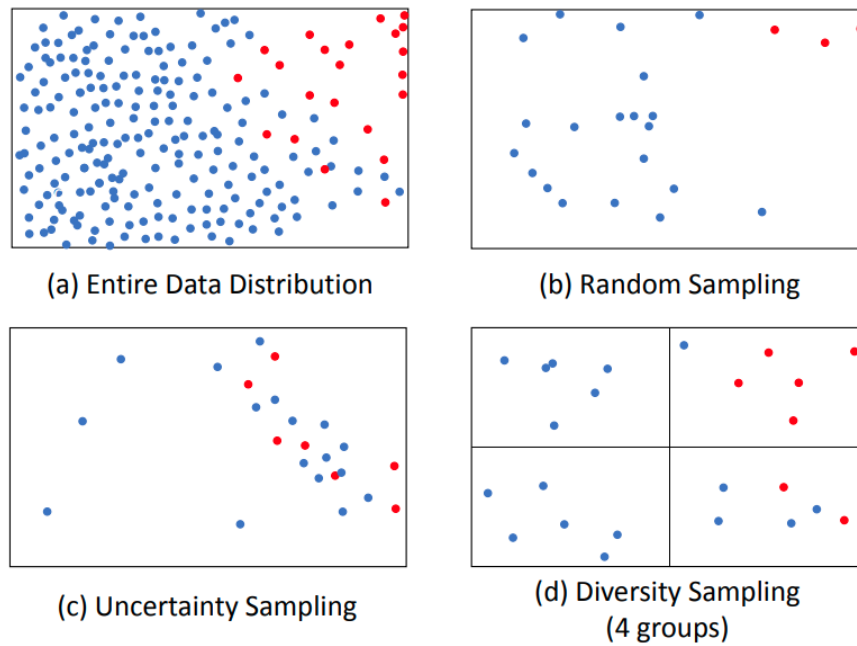 (a) Entire Data Distribution
(b) Random Sampling
(c) Uncertainty Sampling
(d) Diversity Sampling
(4 groups)